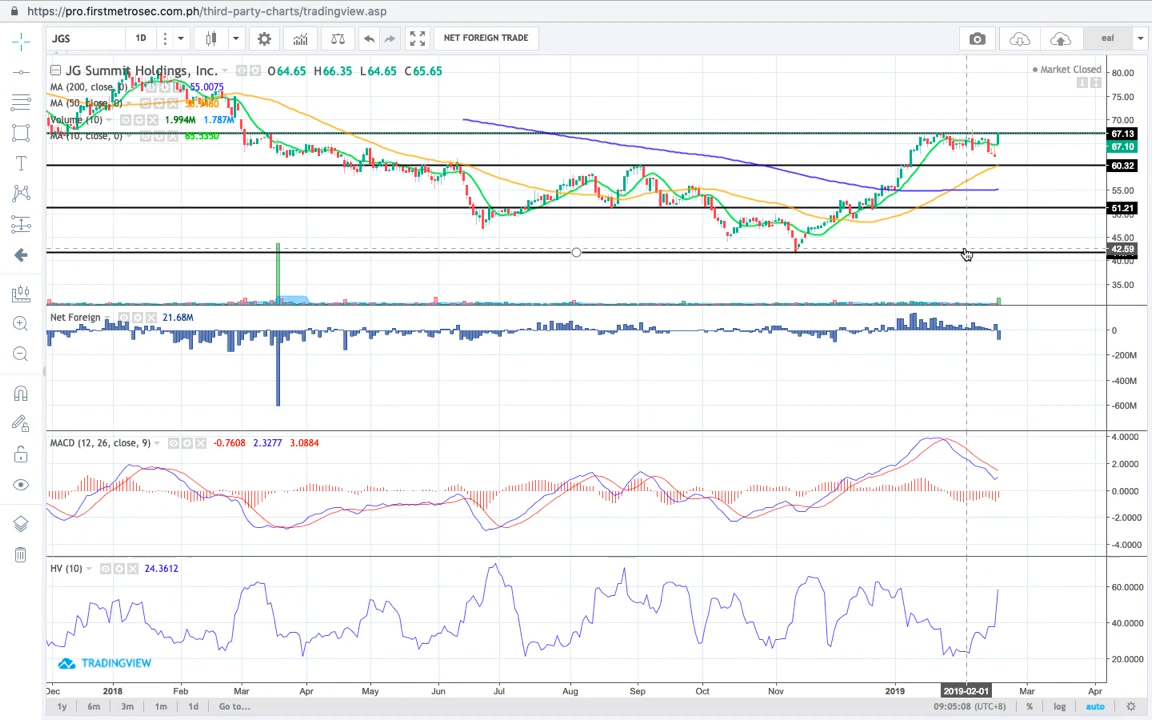 https://pro.firstmetrosec.com.ph/third-party-charts/tradingview.asp
JGS 1D NET FOREIGN TRADE eal
JG Summit Holdings, Inc. O64.65 H66.35 L64.65 C65.65
Market Closed
MA (200, close, 0) 55.0075
MA (50, close, 0)
Volume (10) 1.994M 1.787M
MA (10, close, 0) 65.5350
80.00
75.00
70.00
67.13
67.10
60.32
55.00
51.21
50.00
45.00
42.59
40.00
35.00
Net Foreign 21.68M
0
-200M
-400M
-600M
MACD (12, 26, close, 9) -0.7608 2.3277 3.0884
4.0000
2.0000
0.0000
-2.0000
-4.0000
HV (10) 24.3612
60.0000
40.0000
20.0000
TRADINGVIEW
Dec 2018 Feb Mar Apr May Jun Jul Aug Sep Oct Nov 2019 2019-02-01 Mar Apr
1y 6m 3m 1m 1d Go to... 09:05:08 (UTC+8) % log auto